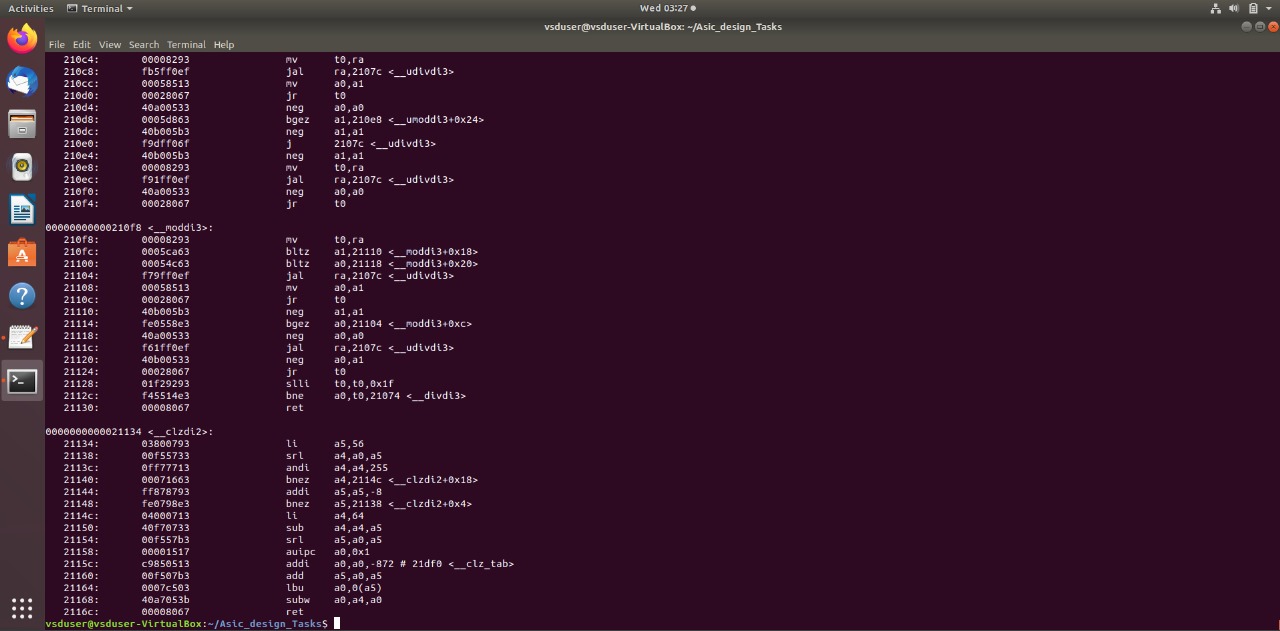 Activities Terminal Wed 03:27
vsduser@vsduser-VirtualBox: ~/Asic_design_Tasks
File Edit View Search Terminal Help
210c4: 00008293 mv t0,ra
210c8: fb5ff0ef jal ra,2107c <__udivdi3>
210cc: 00058513 mv a0,a1
210d0: 00028067 jr t0
210d4: 40a00533 neg a0,a0
210d8: 0005d863 bgez a1,210e8 <__umoddi3+0x24>
210dc: 40b005b3 neg a1,a1
210e0: f9dff06f j 2107c <__udivdi3>
210e4: 40b005b3 neg a1,a1
210e8: 00008293 mv t0,ra
210ec: f91ff0ef jal ra,2107c <__udivdi3>
210f0: 40a00533 neg a0,a0
210f4: 00028067 jr t0
00000000000210f8 <__moddi3>:
210f8: 00008293 mv t0,ra
210fc: 0005ca63 bltz a1,21110 <__moddi3+0x18>
21100: 00054c63 bltz a0,21118 <__moddi3+0x20>
21104: f79ff0ef jal ra,2107c <__udivdi3>
21108: 00058513 mv a0,a1
2110c: 00028067 jr t0
21110: 40b005b3 neg a1,a1
21114: fe0558e3 bgez a0,21104 <__moddi3+0xc>
21118: 40a00533 neg a0,a0
2111c: f61ff0ef jal ra,2107c <__udivdi3>
21120: 40b00533 neg a0,a1
21124: 00028067 jr t0
21128: 01f29293 slli t0,t0,0x1f
2112c: f45514e3 bne a0,t0,21074 <__divdi3>
21130: 00008067 ret
0000000000021134 <__clzdi2>:
21134: 03800793 li a5,56
21138: 00f55733 srl a4,a0,a5
2113c: 0ff77713 andi a4,a4,255
21140: 00071663 bnez a4,2114c <__clzdi2+0x18>
21144: ff878793 addi a5,a5,-8
21148: fe0798e3 bnez a5,21138 <__clzdi2+0x4>
2114c: 04000713 li a4,64
21150: 40f70733 sub a4,a4,a5
21154: 00f557b3 srl a5,a0,a5
21158: 00001517 auipc a0,0x1
2115c: c9850513 addi a0,a0,-872 # 21df0 <__clz_tab>
21160: 00f507b3 add a5,a0,a5
21164: 0007c503 lbu a0,0(a5)
21168: 40a7053b subw a0,a4,a0
2116c: 00008067 ret
vsduser@vsduser-VirtualBox:~/Asic_design_Tasks$